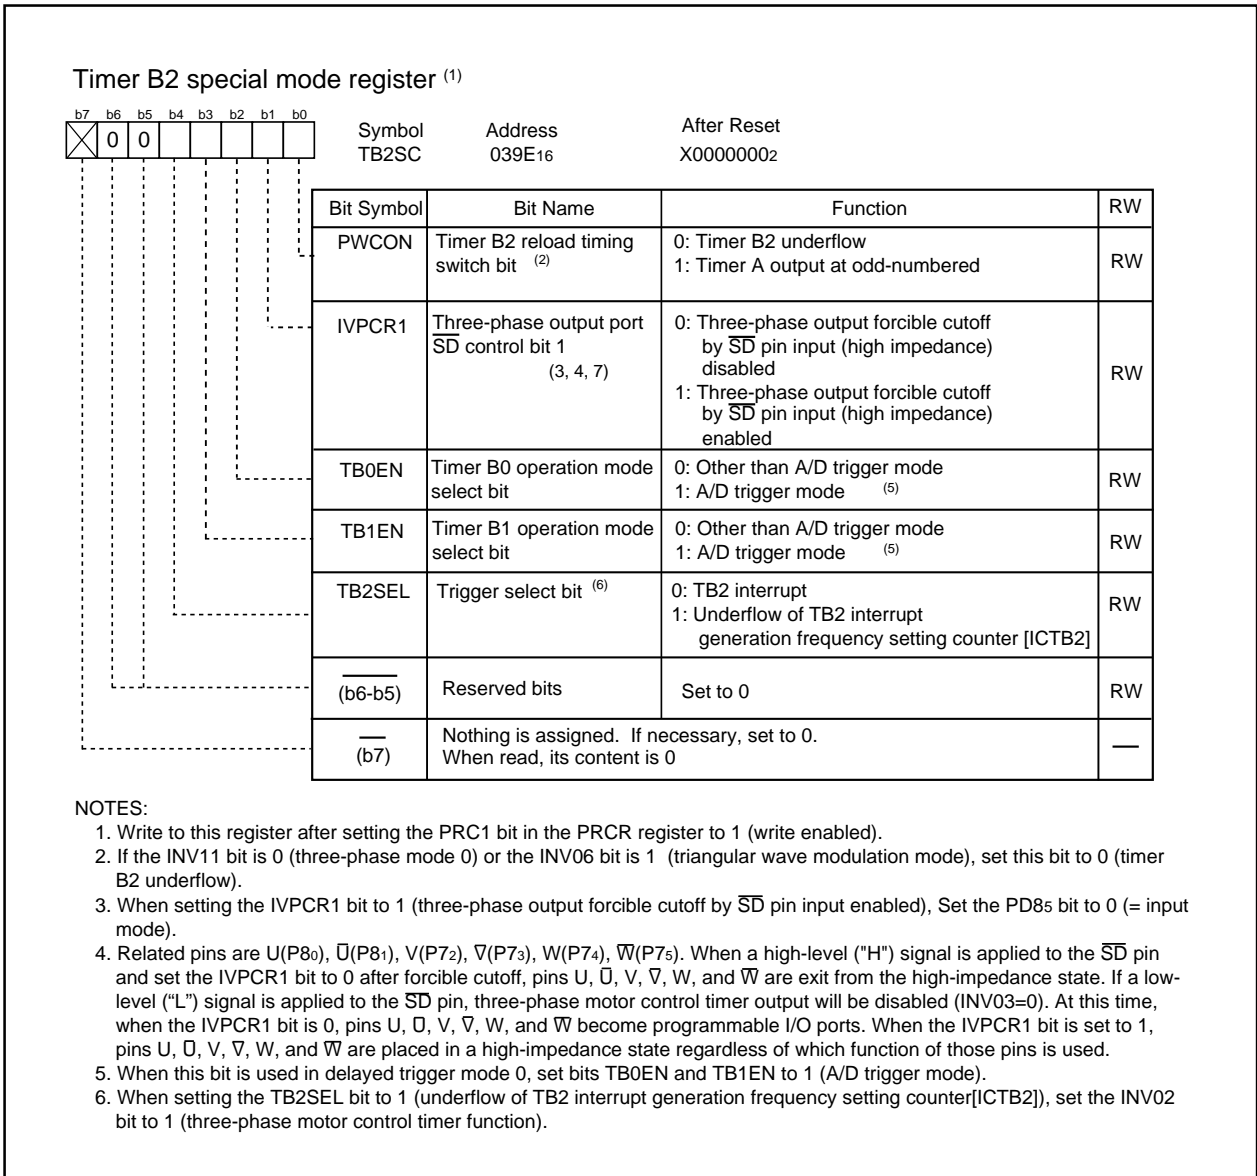 Timer B2 special mode register (1)
b7 b6 b5 b4 b3 b2 b1 b0
0 0
Symbol Address After Reset
TB2SC 039E16 X00000002
Bit Symbol Bit Name Function RW
PWCON Timer B2 reload timing switch bit (2) 0: Timer B2 underflow
1: Timer A output at odd-numbered RW
IVPCR1 Three-phase output port
S̅D̅ control bit 1
(3, 4, 7)
0: Three-phase output forcible cutoff
by S̅D̅ pin input (high impedance)
disabled
1: Three-phase output forcible cutoff
by S̅D̅ pin input (high impedance)
enabled
RW
TB0EN Timer B0 operation mode
select bit
0: Other than A/D trigger mode
1: A/D trigger mode (5)
RW
TB1EN Timer B1 operation mode
select bit
0: Other than A/D trigger mode
1: A/D trigger mode (5)
RW
TB2SEL Trigger select bit (6)
0: TB2 interrupt
1: Underflow of TB2 interrupt
generation frequency setting counter [ICTB2]
RW
(b6-b5) Reserved bits Set to 0 RW
(b7) Nothing is assigned. If necessary, set to 0.
When read, its content is 0
—
NOTES:
1. Write to this register after setting the PRC1 bit in the PRCR register to 1 (write enabled).
2. If the INV11 bit is 0 (three-phase mode 0) or the INV06 bit is 1 (triangular wave modulation mode), set this bit to 0 (timer
B2 underflow).
3. When setting the IVPCR1 bit to 1 (three-phase output forcible cutoff by S̅D̅ pin input enabled), Set the PD85 bit to 0 (= input
mode).
4. Related pins are U(P80), U̅(P81), V(P72), V̅(P73), W(P74), W̅(P75). When a high-level ("H") signal is applied to the S̅D̅ pin
and set the IVPCR1 bit to 0 after forcible cutoff, pins U, U̅, V, V̅, W, and W̅ are exit from the high-impedance state. If a low-
level (“L”) signal is applied to the S̅D̅ pin, three-phase motor control timer output will be disabled (INV03=0). At this time,
when the IVPCR1 bit is 0, pins U, U̅, V, V̅, W, and W̅ become programmable I/O ports. When the IVPCR1 bit is set to 1,
pins U, U̅, V, V̅, W, and W̅ are placed in a high-impedance state regardless of which function of those pins is used.
5. When this bit is used in delayed trigger mode 0, set bits TB0EN and TB1EN to 1 (A/D trigger mode).
6. When setting the TB2SEL bit to 1 (underflow of TB2 interrupt generation frequency setting counter[ICTB2]), set the INV02
bit to 1 (three-phase motor control timer function).